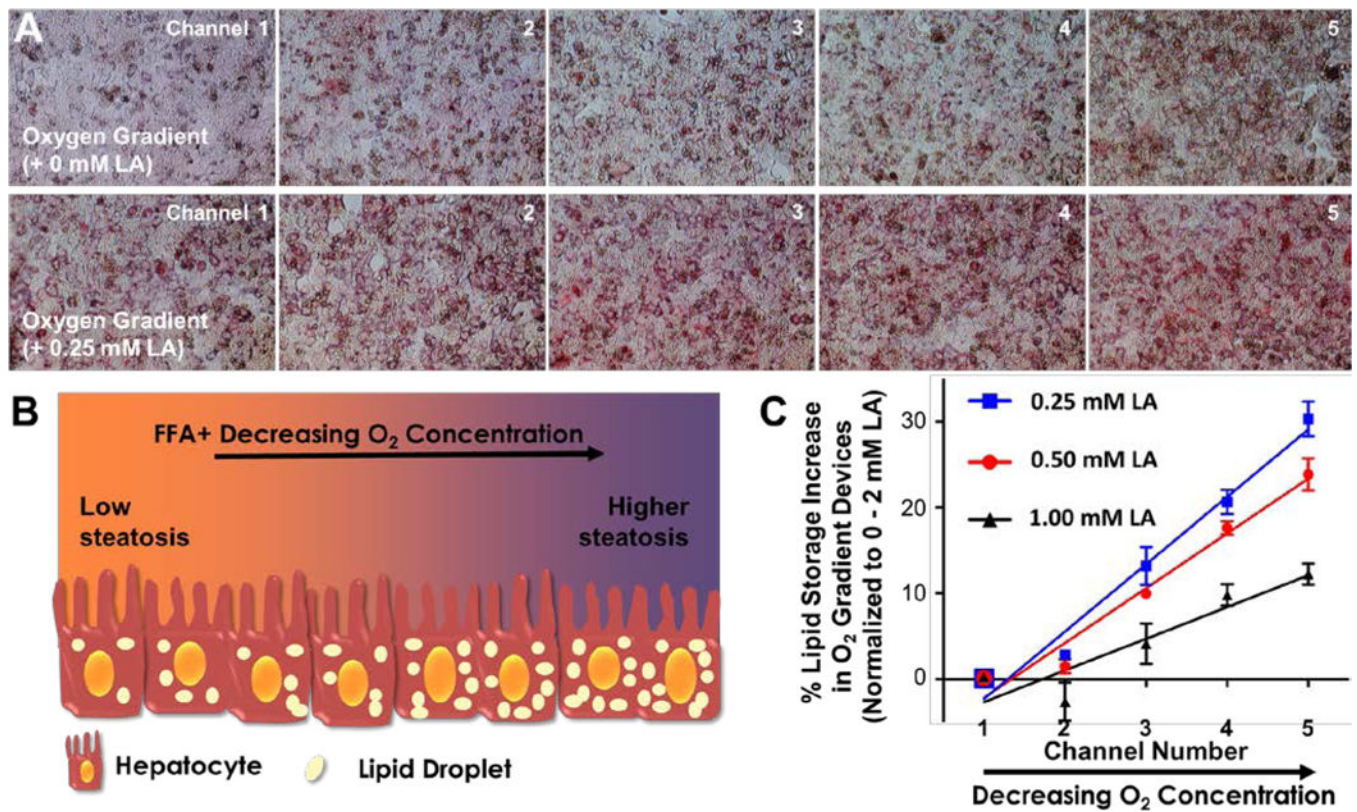 A
Channel 1
2
3
4
5
Oxygen Gradient
(+ 0 mM LA)
Channel 1
2
3
4
5
Oxygen Gradient
(+ 0.25 mM LA)
B
FFA+ Decreasing O₂ Concentration
Low
steatosis
Higher
steatosis
Hepatocyte
Lipid Droplet
C
% Lipid Storage Increase
in O₂ Gradient Devices
(Normalized to 0 - 2 mM LA)
30
20
10
0
0.25 mM LA
0.50 mM LA
1.00 mM LA
1 2 3 4 5
Channel Number
Decreasing O₂ Concentration